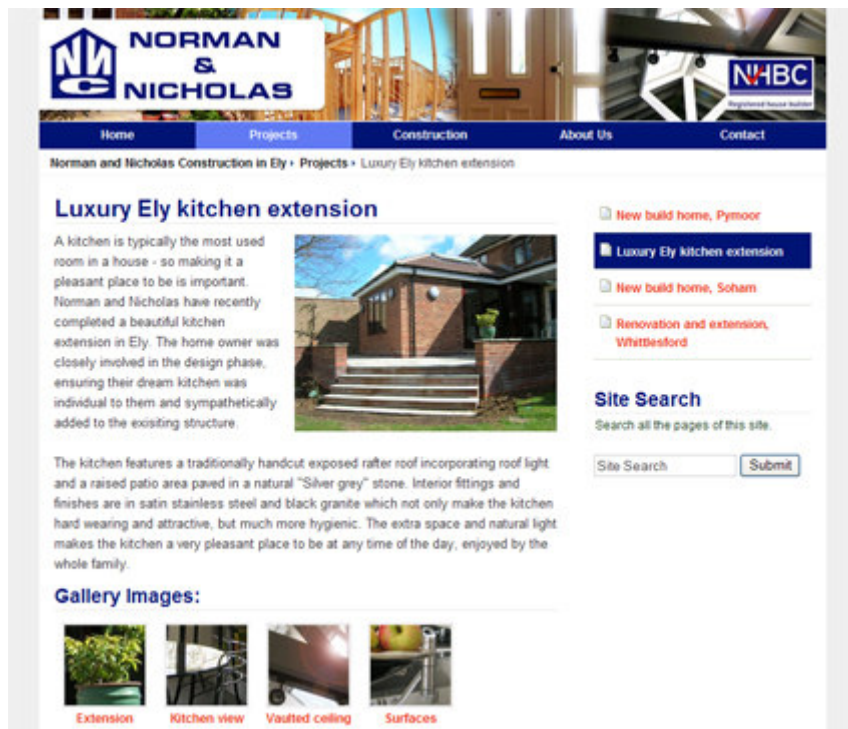 NORMAN
&
NICHOLAS
NNC
NHBC
Registered house builder
Home Projects Construction About Us Contact
Norman and Nicholas Construction in Ely › Projects › Luxury Ely kitchen extension
Luxury Ely kitchen extension
A kitchen is typically the most used
room in a house - so making it a
pleasant place to be is important.
Norman and Nicholas have recently
completed a beautiful kitchen
extension in Ely. The home owner was
closely involved in the design phase,
ensuring their dream kitchen was
individual to them and sympathetically
added to the exisiting structure.
The kitchen features a traditionally handcut exposed rafter roof incorporating roof light
and a raised patio area paved in a natural "Silver grey" stone. Interior fittings and
finishes are in satin stainless steel and black granite which not only make the kitchen
hard wearing and attractive, but much more hygienic. The extra space and natural light
makes the kitchen a very pleasant place to be at any time of the day, enjoyed by the
whole family.
Gallery Images:
Extension Kitchen view Vaulted ceiling Surfaces
New build home, Pymoor
Luxury Ely kitchen extension
New build home, Soham
Renovation and extension,
Whittlesford
Site Search
Search all the pages of this site.
Site Search Submit